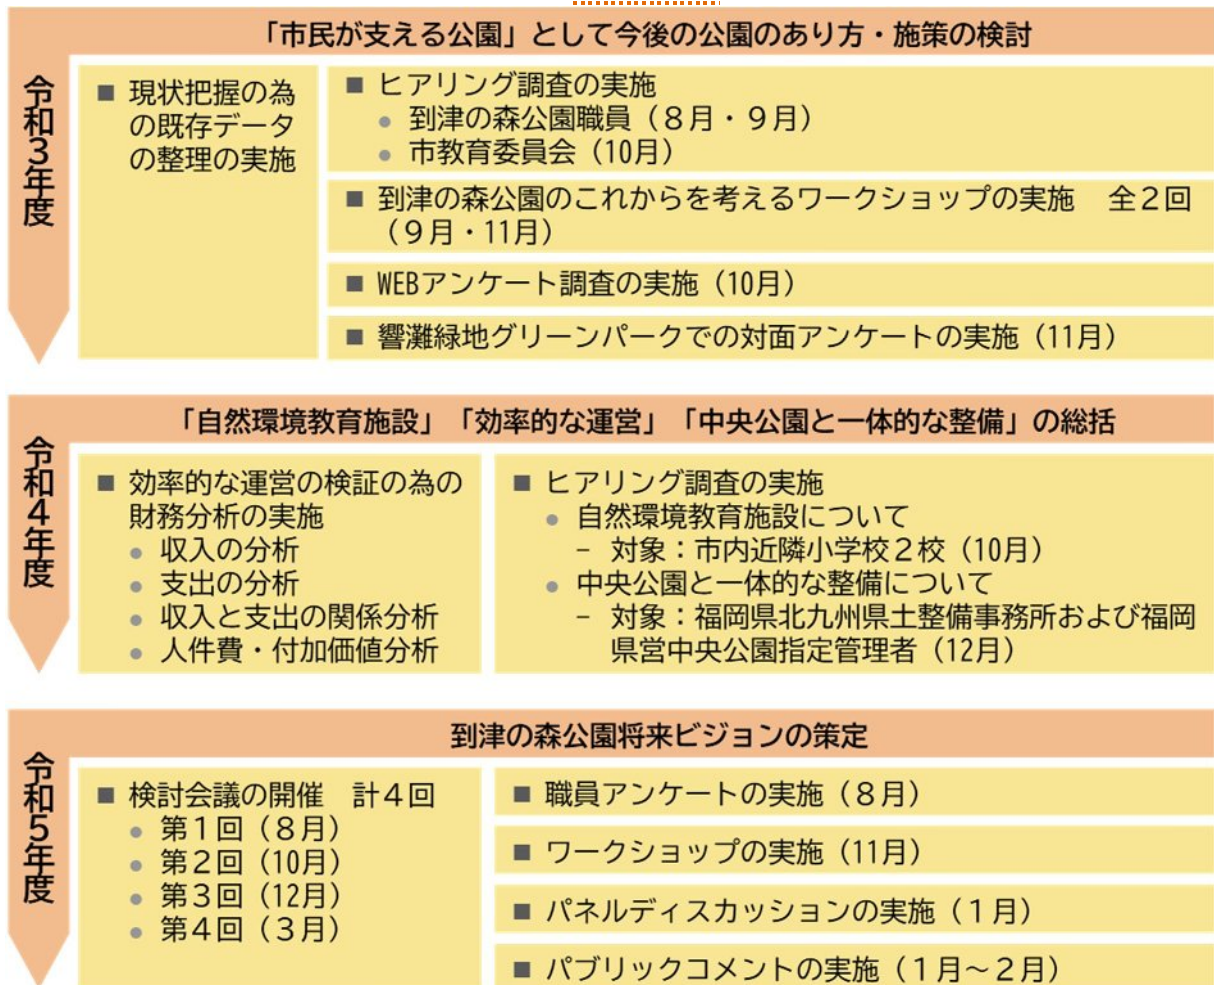 「市民が支える公園」として今後の公園のあり方・施策の検討
令和3年度
■ 現状把握の為
の既存データ
の整理の実施
■ ヒアリング調査の実施
● 到津の森公園職員（８月・９月）
● 市教育委員会（10月）
■ 到津の森公園のこれからを考えるワークショップの実施　全２回
（９月・11月）
■ WEBアンケート調査の実施（10月）
■ 響灘緑地グリーンパークでの対面アンケートの実施（11月）
「自然環境教育施設」「効率的な運営」「中央公園と一体的な整備」の総括
令和4年度
■ 効率的な運営の検証の為の
財務分析の実施
● 収入の分析
● 支出の分析
● 収入と支出の関係分析
● 人件費・付加価値分析
■ ヒアリング調査の実施
● 自然環境教育施設について
− 対象：市内近隣小学校２校（10月）
● 中央公園と一体的な整備について
− 対象：福岡県北九州県土整備事務所および福岡
県営中央公園指定管理者（12月）
到津の森公園将来ビジョンの策定
令和5年度
■ 検討会議の開催　計４回
● 第１回（８月）
● 第２回（10月）
● 第３回（12月）
● 第４回（３月）
■ 職員アンケートの実施（８月）
■ ワークショップの実施（11月）
■ パネルディスカッションの実施（１月）
■ パブリックコメントの実施（１月～２月）